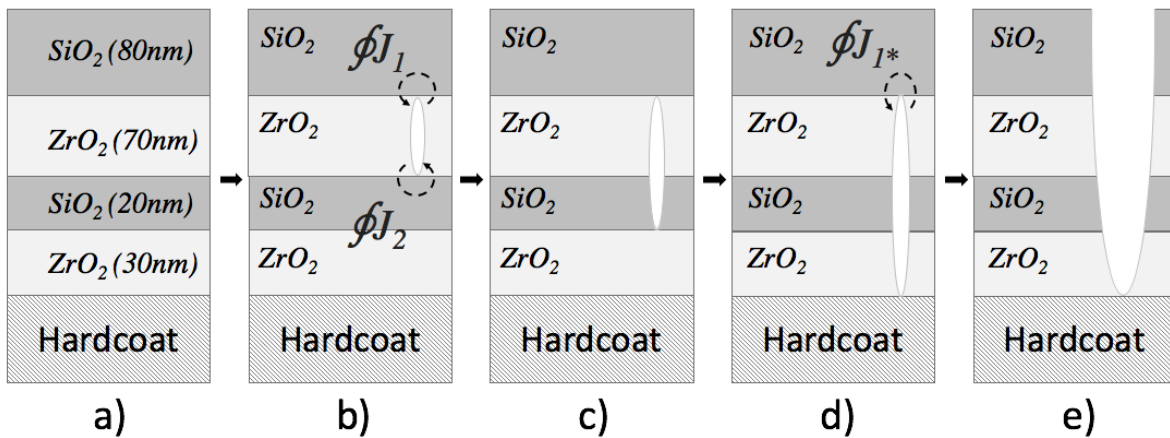 SiO₂ (80nm)
ZrO₂ (70nm)
SiO₂ (20nm)
ZrO₂ (30nm)
Hardcoat
a)
SiO₂
∮J₁
ZrO₂
SiO₂
∮J₂
ZrO₂
Hardcoat
b)
SiO₂
ZrO₂
SiO₂
ZrO₂
Hardcoat
c)
SiO₂
∮J₁*
ZrO₂
SiO₂
ZrO₂
Hardcoat
d)
SiO₂
ZrO₂
SiO₂
ZrO₂
Hardcoat
e)